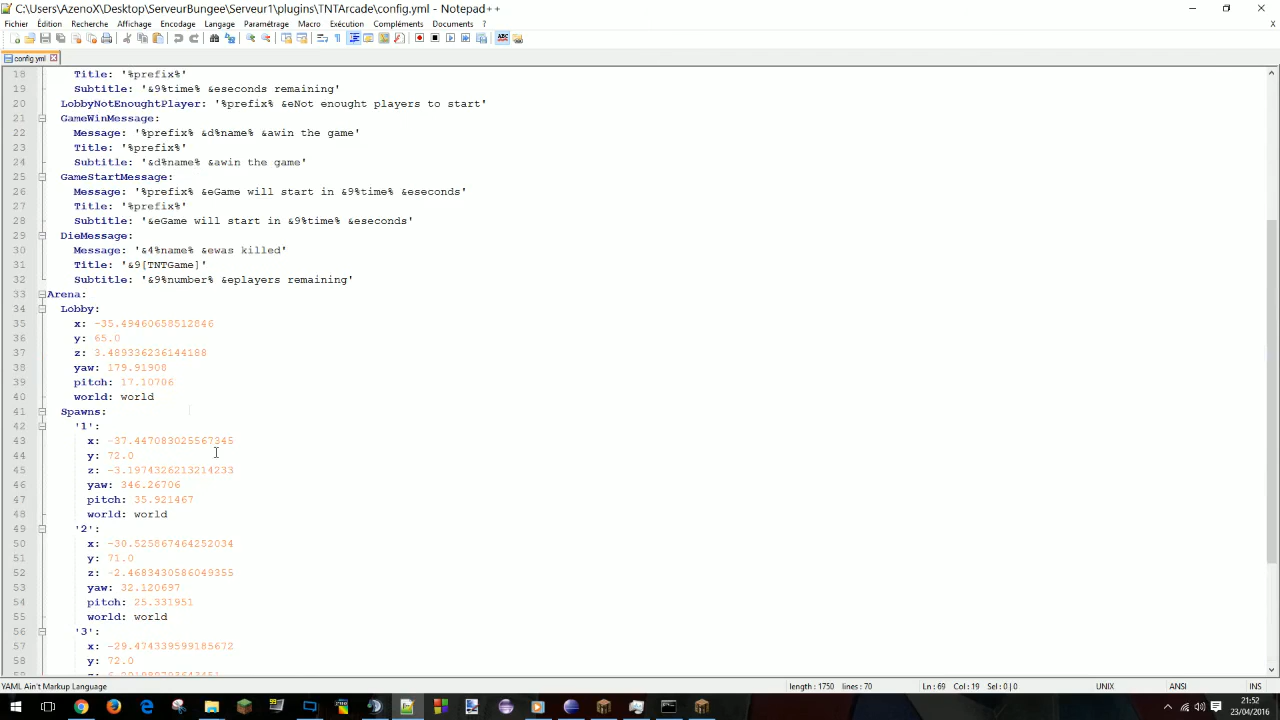 C:\Users\AzenoX\Desktop\ServeurBungee\Serveur1\plugins\TNTArcade\config.yml - Notepad++
Fichier Édition Recherche Affichage Encodage Langage Paramétrage Macro Exécution Compléments Documents ?
config.yml
18 Title: '%prefix%'
19 Subtitle: '&9%time% &eseconds remaining'
20 LobbyNotEnoughtPlayer: '%prefix% &eNot enought players to start'
21 GameWinMessage:
22 Message: '%prefix% &d%name% &awin the game'
23 Title: '%prefix%'
24 Subtitle: '&d%name% &awin the game'
25 GameStartMessage:
26 Message: '%prefix% &eGame will start in &9%time% &eseconds'
27 Title: '%prefix%'
28 Subtitle: '&eGame will start in &9%time% &eseconds'
29 DieMessage:
30 Message: '&4%name% &ewas killed'
31 Title: '&9[TNTGame]'
32 Subtitle: '&9%number% &eplayers remaining'
33 Arena:
34 Lobby:
35 x: -35.49460658512846
36 y: 65.0
37 z: 3.489336236144188
38 yaw: 179.91908
39 pitch: 17.10706
40 world: world
41 Spawns:
42 '1':
43 x: -37.447083025567345
44 y: 72.0
45 z: -3.1974326213214233
46 yaw: 346.26706
47 pitch: 35.921467
48 world: world
49 '2':
50 x: -30.525867464252034
51 y: 71.0
52 z: -2.4683430586049355
53 yaw: 32.120697
54 pitch: 25.331951
55 world: world
56 '3':
57 x: -29.474339599185672
58 y: 72.0
YAML Ain't Markup Language length : 1750 lines : 70 Ln : 69 Col : 19 Sel : 0 | 0 UNIX ANSI INS
21:52
23/04/2016